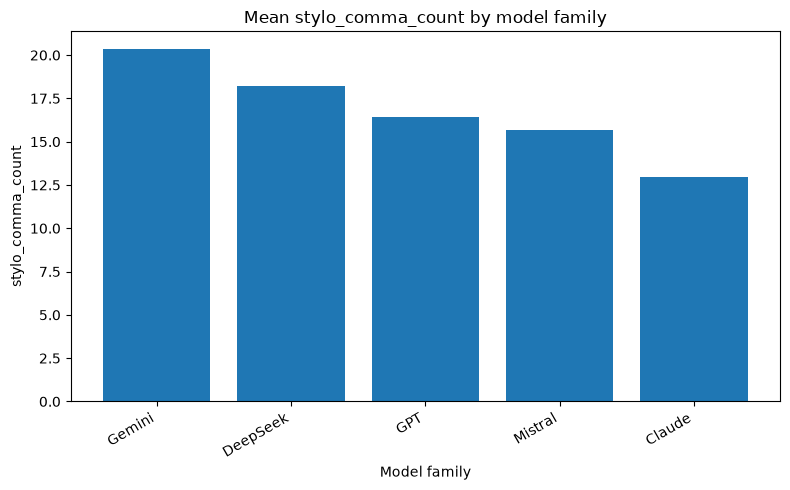 Mean stylo_comma_count by model family
20.0
17.5
15.0
12.5
10.0
7.5
5.0
2.5
0.0
stylo_comma_count
Gemini
DeepSeek
GPT
Mistral
Claude
Model family